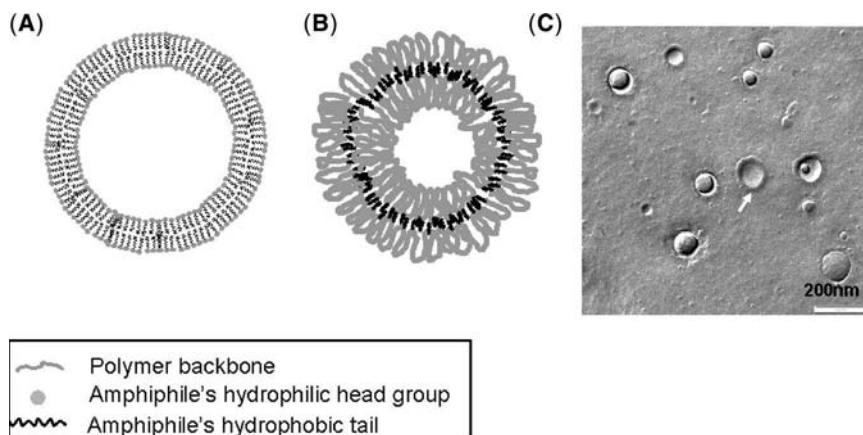 (A)
(B)
(C)
200nm
Polymer backbone
Amphiphile's hydrophilic head group
Amphiphile's hydrophobic tail